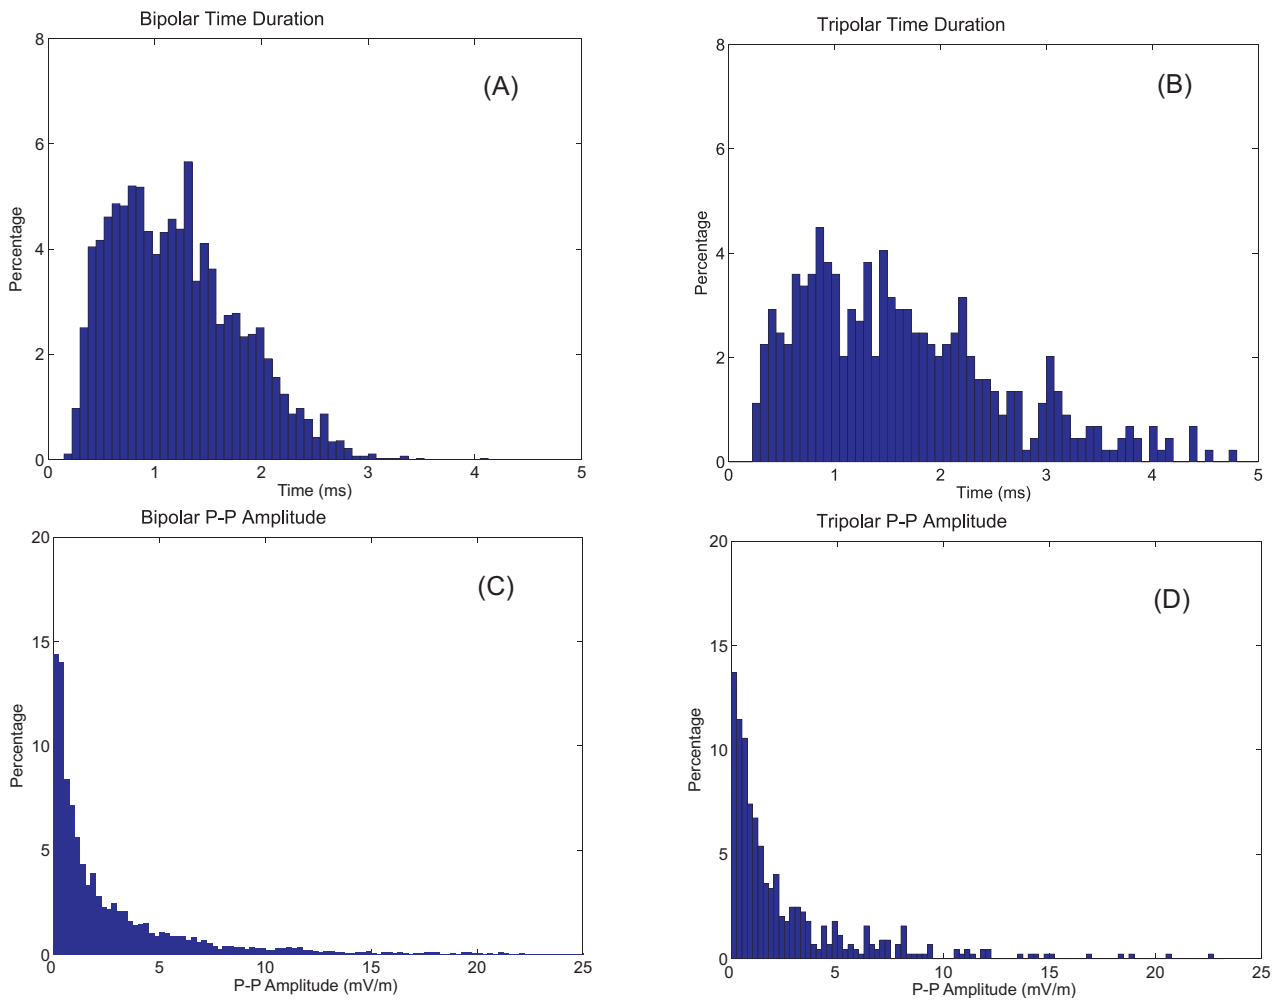 Bipolar Time Duration
(A)
8
6
4
2
0
Percentage
0 1 2 3 4 5
Time (ms)
Tripolar Time Duration
(B)
8
6
4
2
0
Percentage
0 1 2 3 4 5
Time (ms)
Bipolar P-P Amplitude
(C)
20
15
10
5
0
Percentage
0 5 10 15 20 25
P-P Amplitude (mV/m)
Tripolar P-P Amplitude
(D)
20
15
10
5
0
Percentage
0 5 10 15 20 25
P-P Amplitude (mV/m)